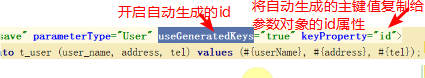 开启自动生成的id
将自动生成的主键值复制给
参数对象的id属性
save" parameterType="User" useGeneratedKeys="true" keyProperty="id">
to t_user (user_name, address, tel) values (#{userName}, #{address}, #{tel});